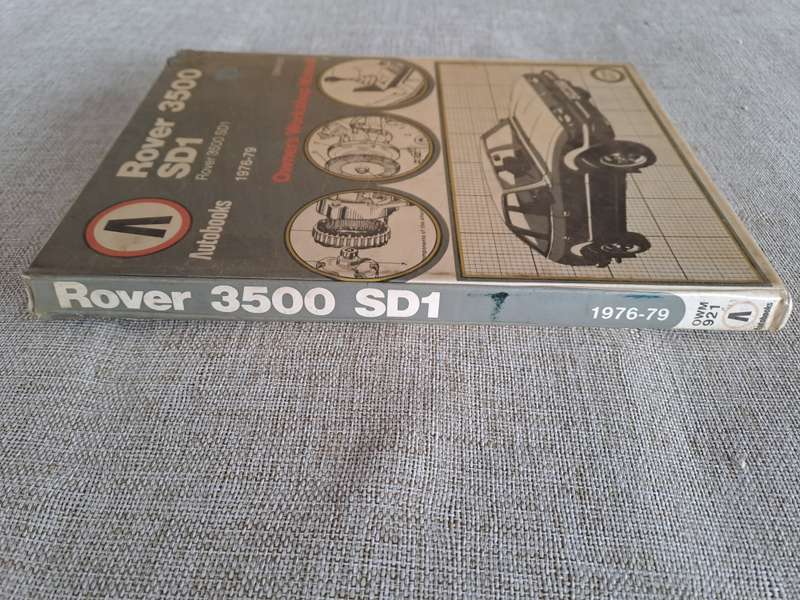 Rover 3500
SD1
Rover 3500 SD1
1976-79
Autobooks
Owners Workshop Manual
Rover 3500 SD1
1976-79
OWM
921
Autobooks